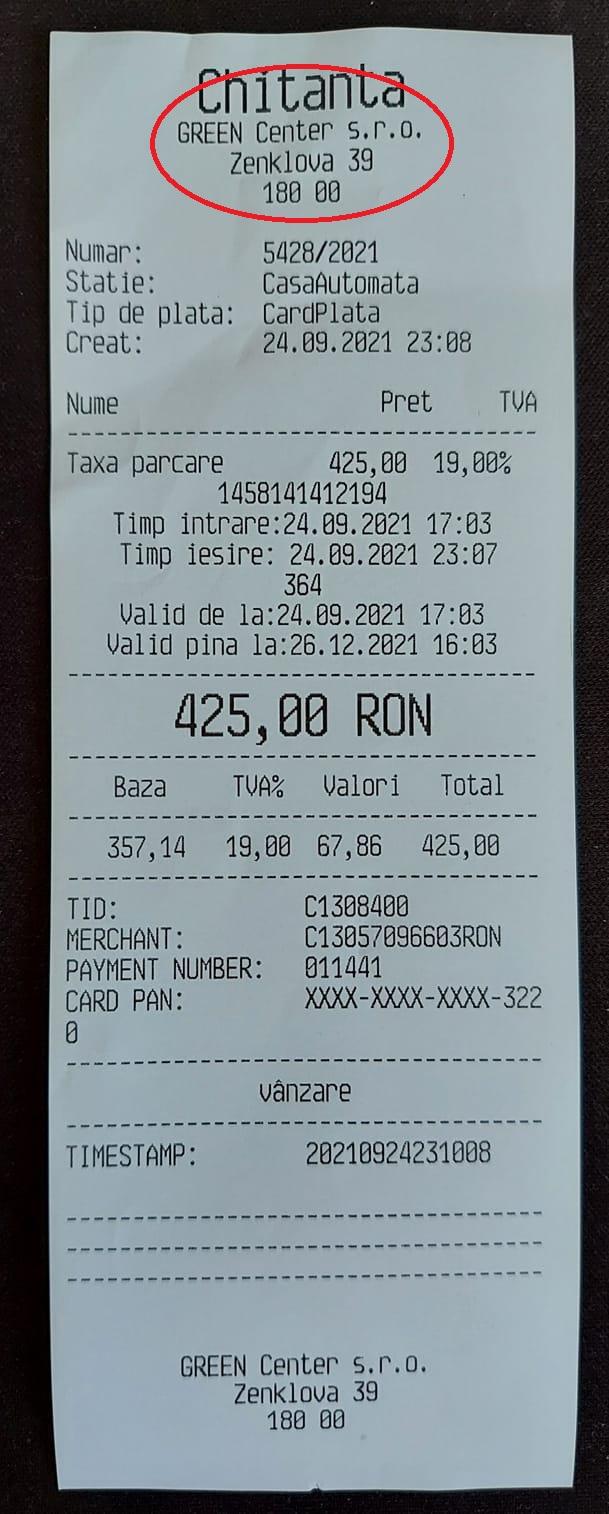 Chitanta
GREEN Center s.r.o.
Zenklova 39
180 00
Numar: 5428/2021
Statie: CasaAutomata
Tip de plata: CardPlata
Creat: 24.09.2021 23:08
Nume Pret TVA
Taxa parcare 425,00 19,00%
1458141412194
Timp intrare:24.09.2021 17:03
Timp iesire: 24.09.2021 23:07
364
Valid de la:24.09.2021 17:03
Valid pina la:26.12.2021 16:03
425,00 RON
Baza TVA% Valori Total
357,14 19,00 67,86 425,00
TID: C1308400
MERCHANT: C13057096603RON
PAYMENT NUMBER: 011441
CARD PAN: XXXX-XXXX-XXXX-322
0
vânzare
TIMESTAMP: 20210924231008
GREEN Center s.r.o.
Zenklova 39
180 00